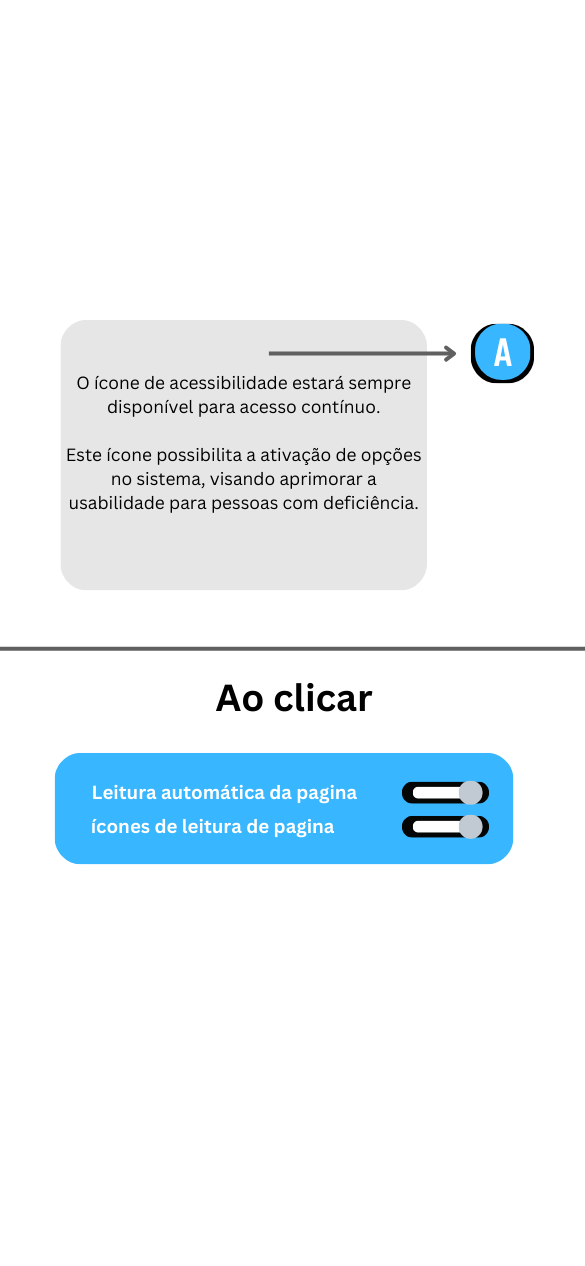 A
O ícone de acessibilidade estará sempre
disponível para acesso contínuo.
Este ícone possibilita a ativação de opções
no sistema, visando aprimorar a
usabilidade para pessoas com deficiência.
Ao clicar
Leitura automática da pagina
ícones de leitura de pagina